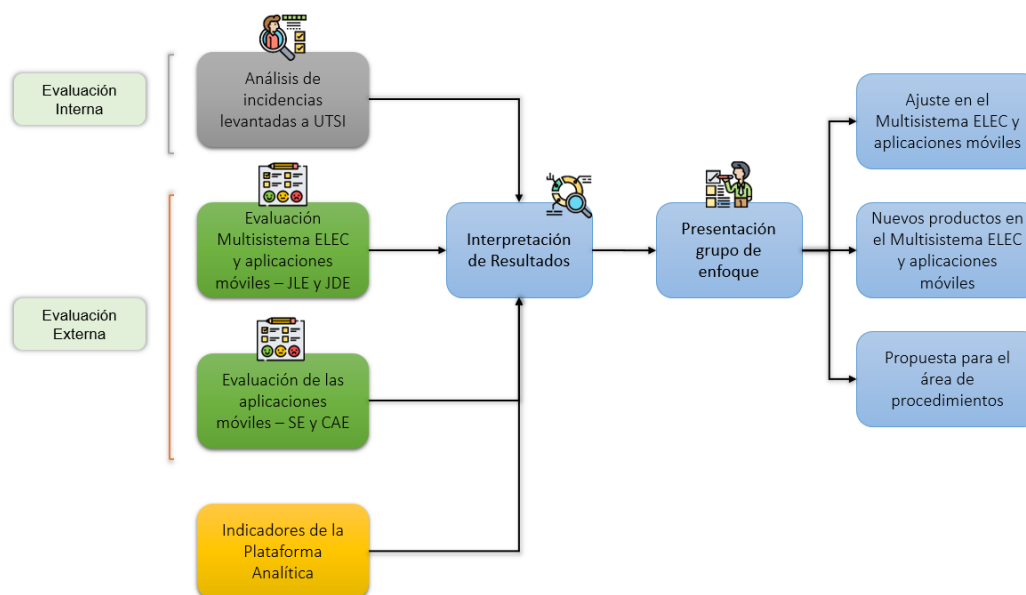 Evaluación
Interna
Análisis de
incidencias
levantadas a UTSI
Evaluación
Externa
Evaluación
Multisistema ELEC
y aplicaciones
móviles – JLE y JDE
Evaluación de las
aplicaciones
móviles – SE y CAE
Indicadores de la
Plataforma
Analítica
Interpretación
de Resultados
Presentación
grupo de
enfoque
Ajuste en el
Multisistema ELEC y
aplicaciones móviles
Nuevos productos en
el Multisistema ELEC
y aplicaciones
móviles
Propuesta para el
área de
procedimientos